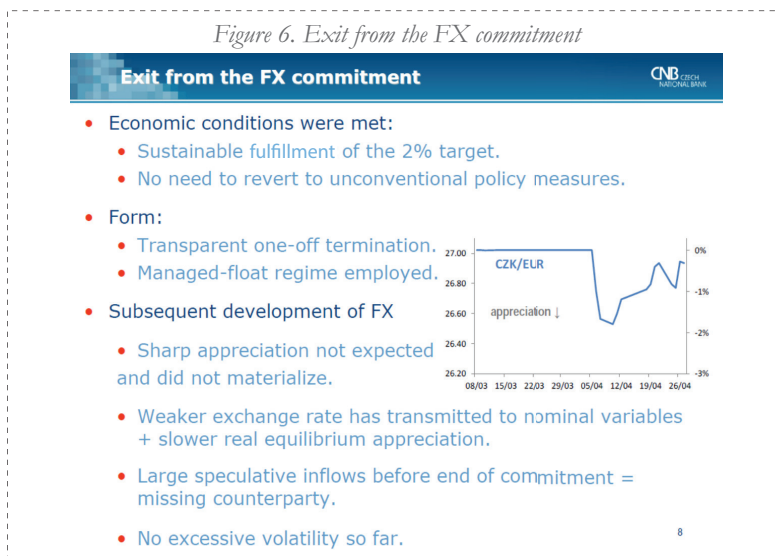 Figure 6. Exit from the FX commitment
Exit from the FX commitment
CNB CZECH
NATIONAL BANK
• Economic conditions were met:
• Sustainable fulfillment of the 2% target.
• No need to revert to unconventional policy measures.
• Form:
• Transparent one-off termination.
• Managed-float regime employed.
• Subsequent development of FX
• Sharp appreciation not expected
and did not materialize.
27.00
26.80
26.60
26.40
26.20
CZK/EUR
appreciation ↓
0%
-1%
-2%
-3%
08/03 15/03 22/03 29/03 05/04 12/04 19/04 26/04
• Weaker exchange rate has transmitted to nominal variables
+ slower real equilibrium appreciation.
• Large speculative inflows before end of commitment =
missing counterparty.
• No excessive volatility so far.
8